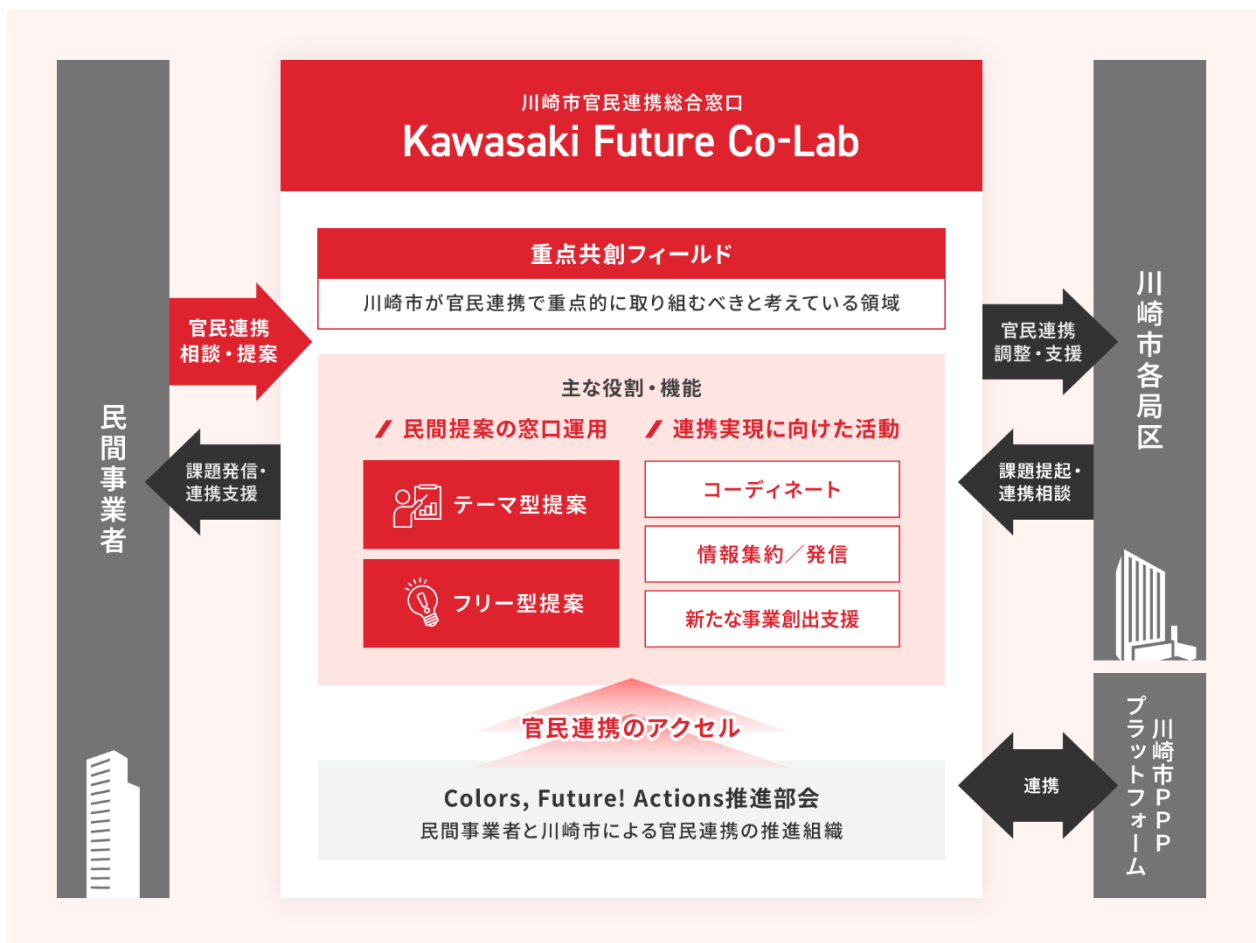 川崎市官民連携総合窓口
Kawasaki Future Co-Lab
重点共創フィールド
川崎市が官民連携で重点的に取り組むべきと考えている領域
民間事業者
官民連携
相談・提案
課題発信・
連携支援
主な役割・機能
民間提案の窓口運用
テーマ型提案
フリー型提案
連携実現に向けた活動
コーディネート
情報集約／発信
新たな事業創出支援
官民連携のアクセル
Colors, Future! Actions推進部会
民間事業者と川崎市による官民連携の推進組織
官民連携
調整・支援
課題提起・
連携相談
川崎市各局区
連携
川崎市PPP
プラットフォーム